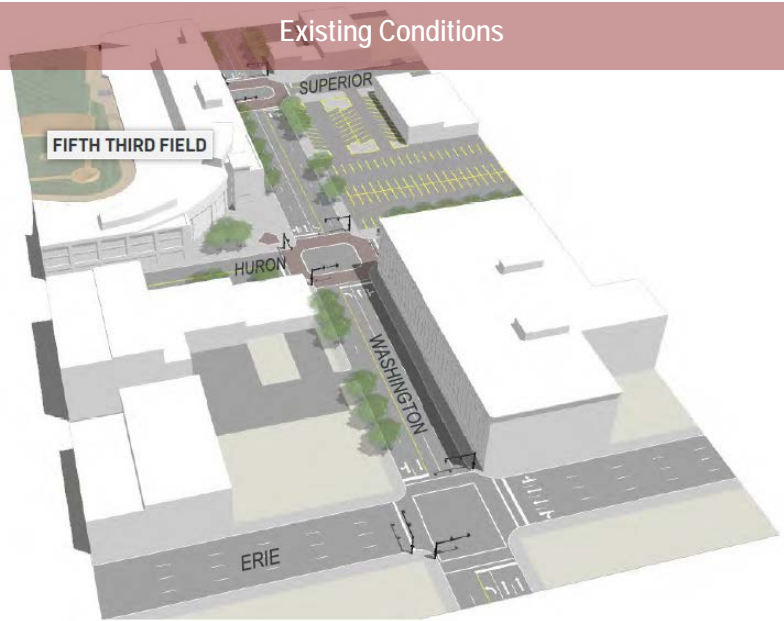 Existing Conditions
SUPERIOR
FIFTH THIRD FIELD
HURON
WASHINGTON
ERIE